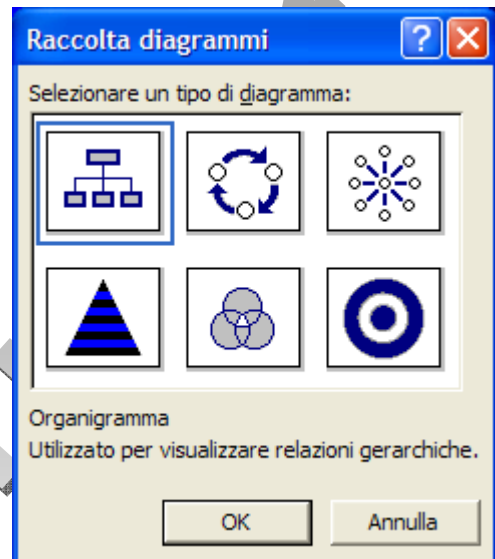 Raccolta diagrammi
Selezionare un tipo di diagramma:
Organigramma
Utilizzato per visualizzare relazioni gerarchiche.
OK Annulla